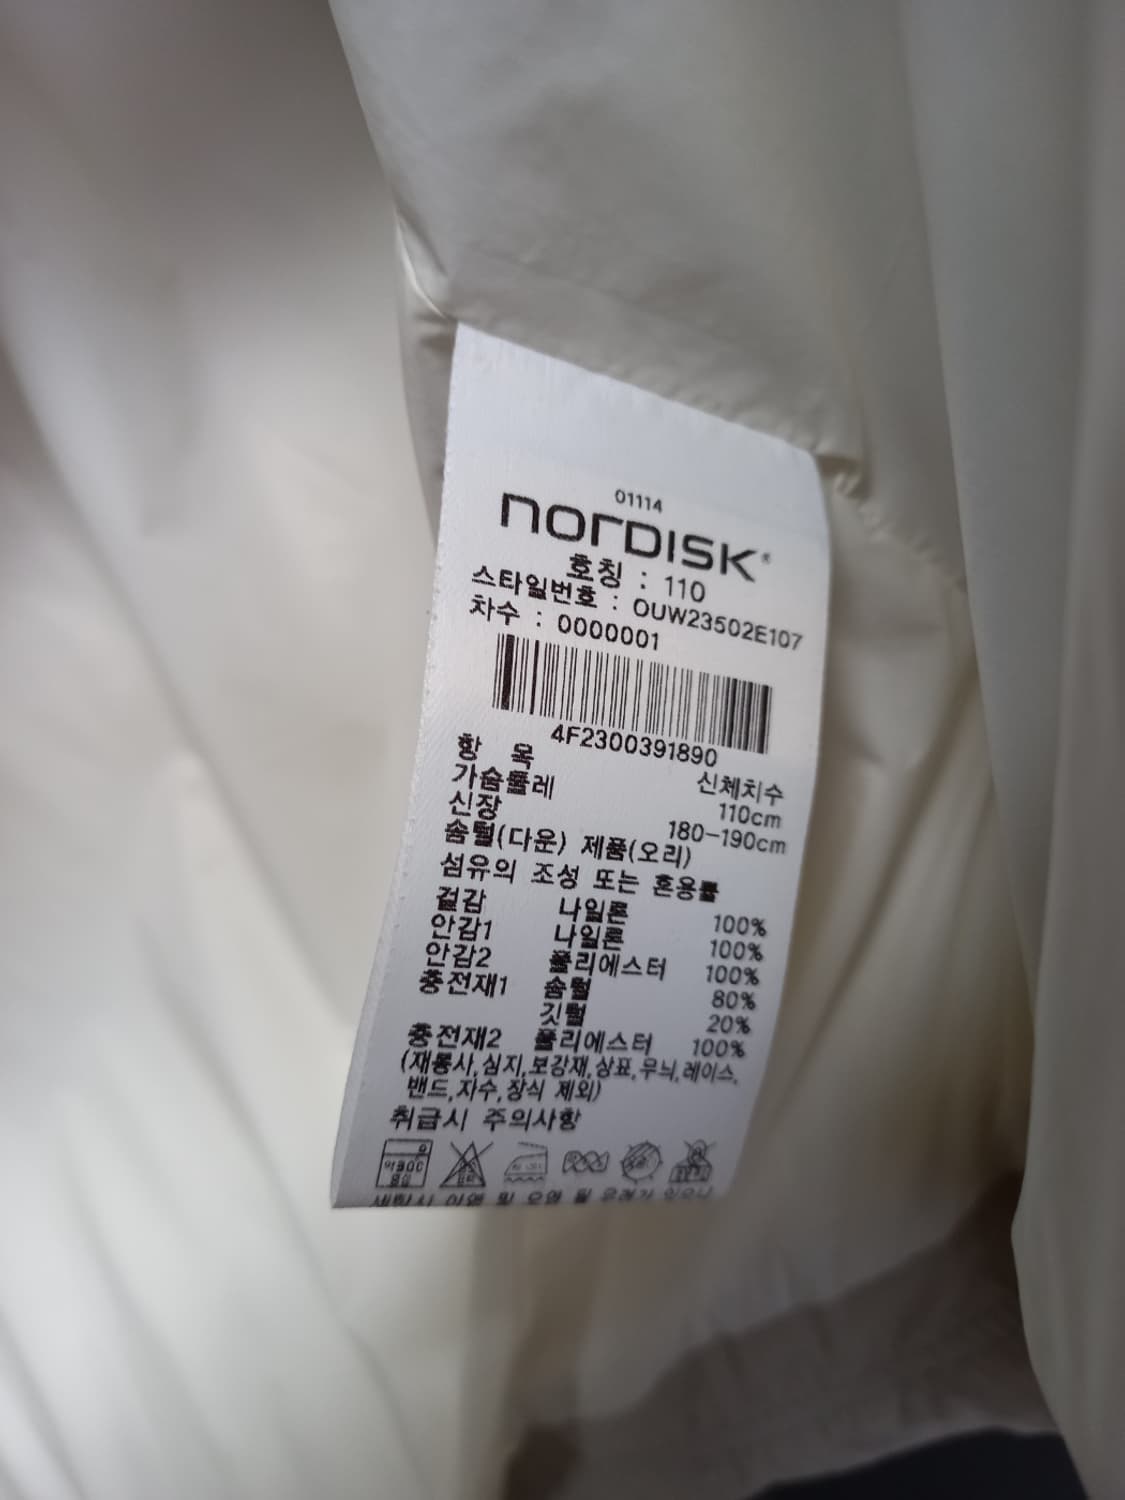 01114
NORDISK®
호칭 : 110
스타일번호 : OUW23502E107
차수 : 0000001
4F2300391890
항 목 신체치수
가슴둘레 110cm
신장 180-190cm
솜털(다운) 제품(오리)
섬유의 조성 또는 혼용률
겉감 나일론 100%
안감1 나일론 100%
안감2 폴리에스터 100%
충전재1 솜털 80%
깃털 20%
충전재2 폴리에스터 100%
(재봉사,심지,보강재,상표,무늬,레이스,
밴드,자수,장식 제외)
취급시 주의사항